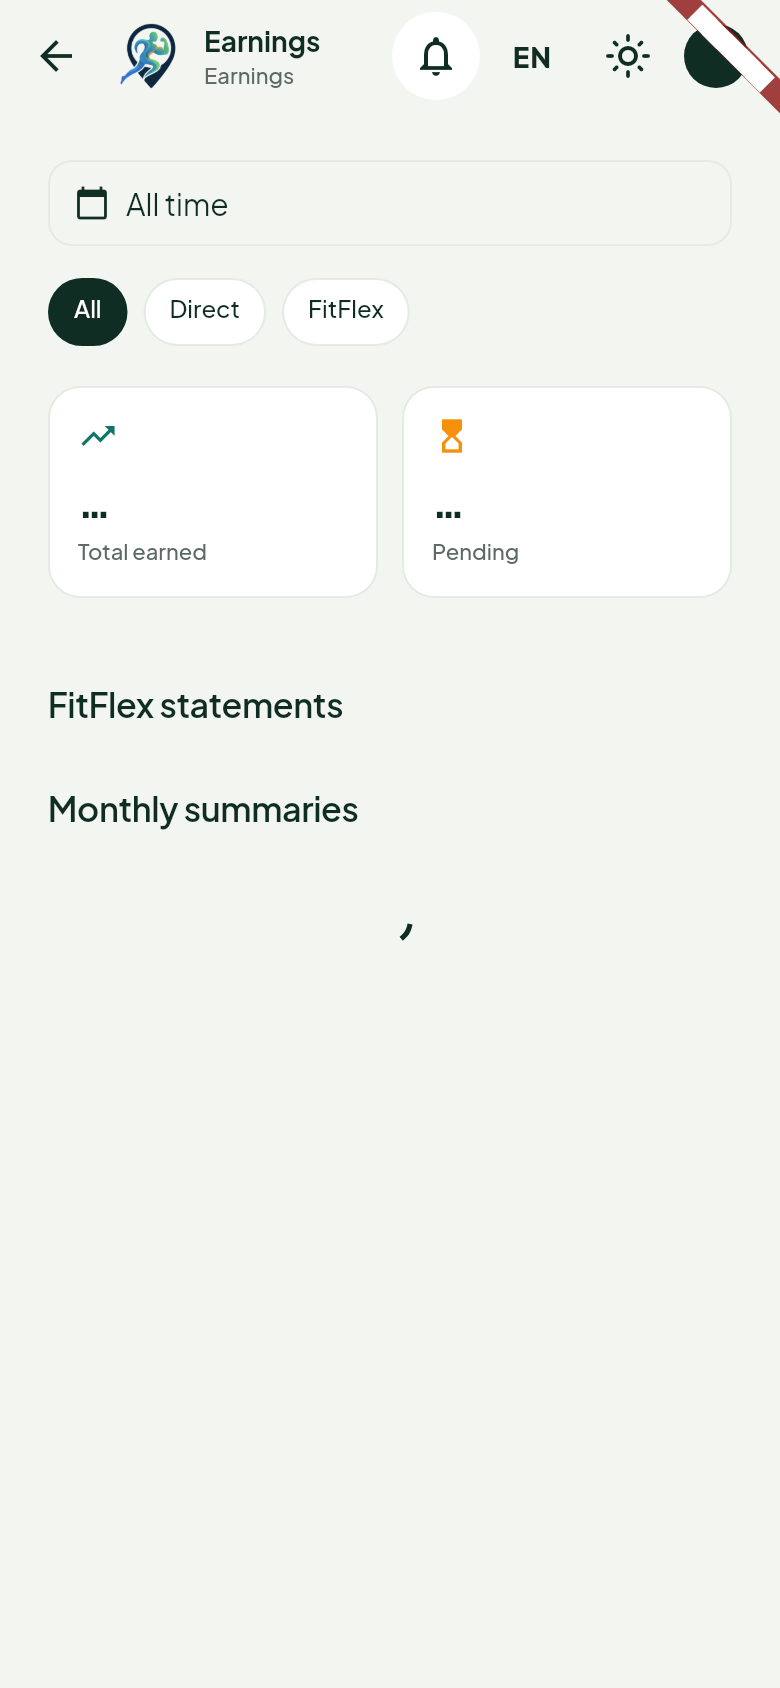 Earnings
Earnings
EN
All time
All
Direct
FitFlex
...
Total earned
...
Pending
FitFlex statements
Monthly summaries